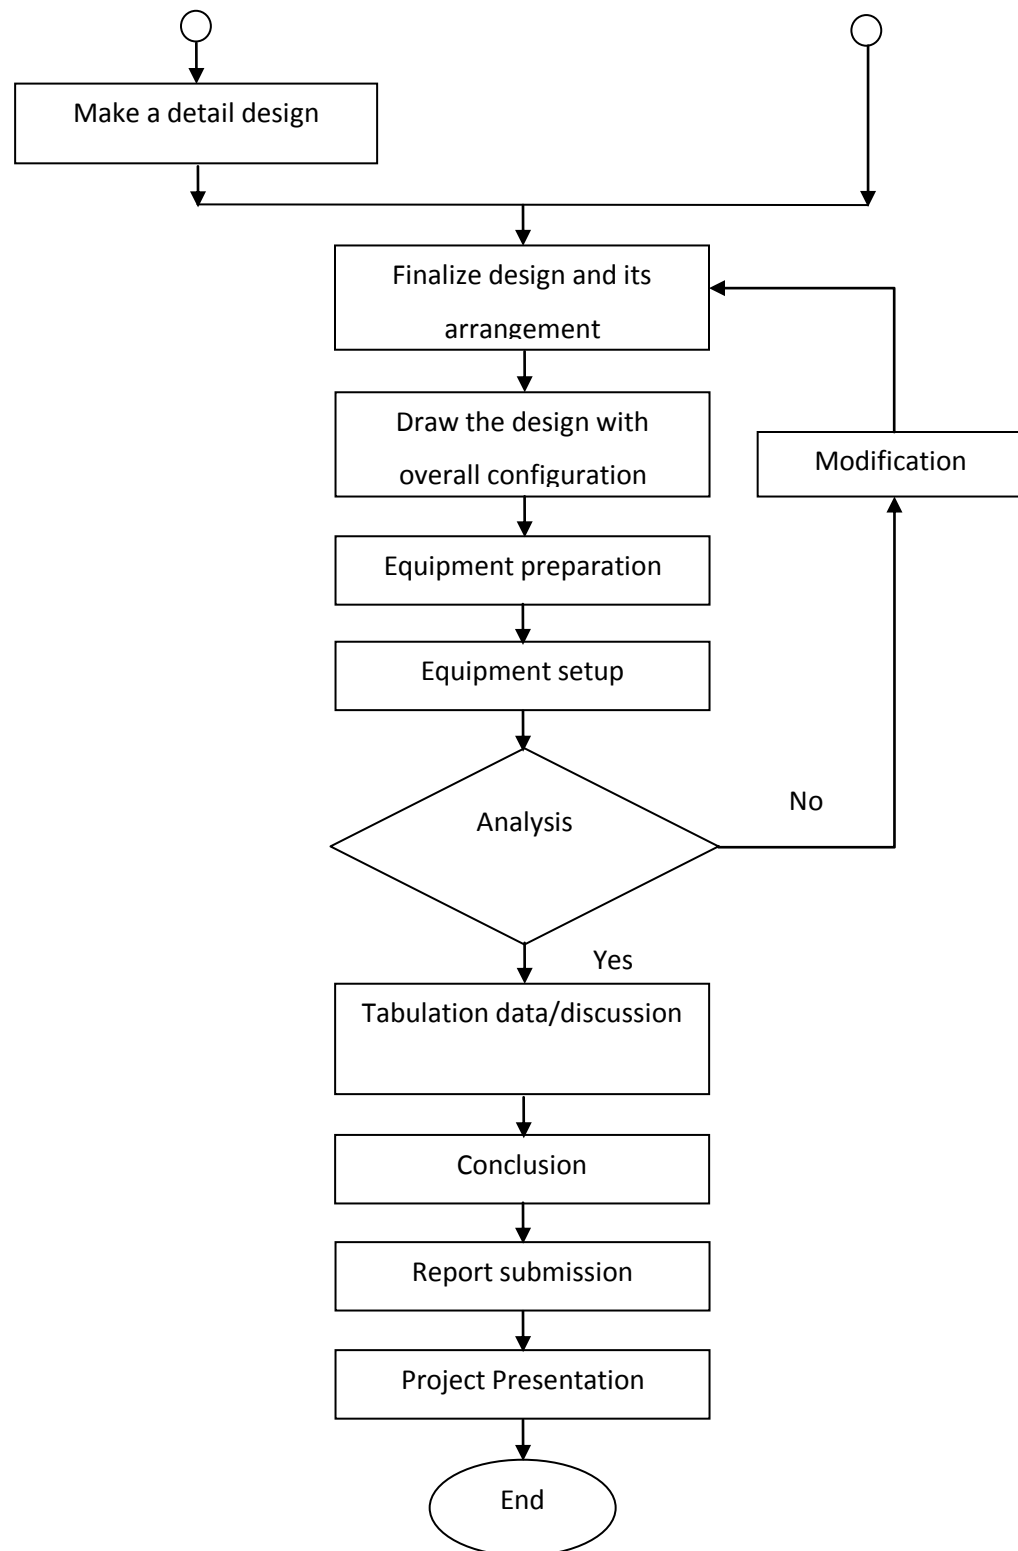 Make a detail design
Finalize design and its
arrangement
Draw the design with
overall configuration
Modification
Equipment preparation
Equipment setup
Analysis
No
Yes
Tabulation data/discussion
Conclusion
Report submission
Project Presentation
End